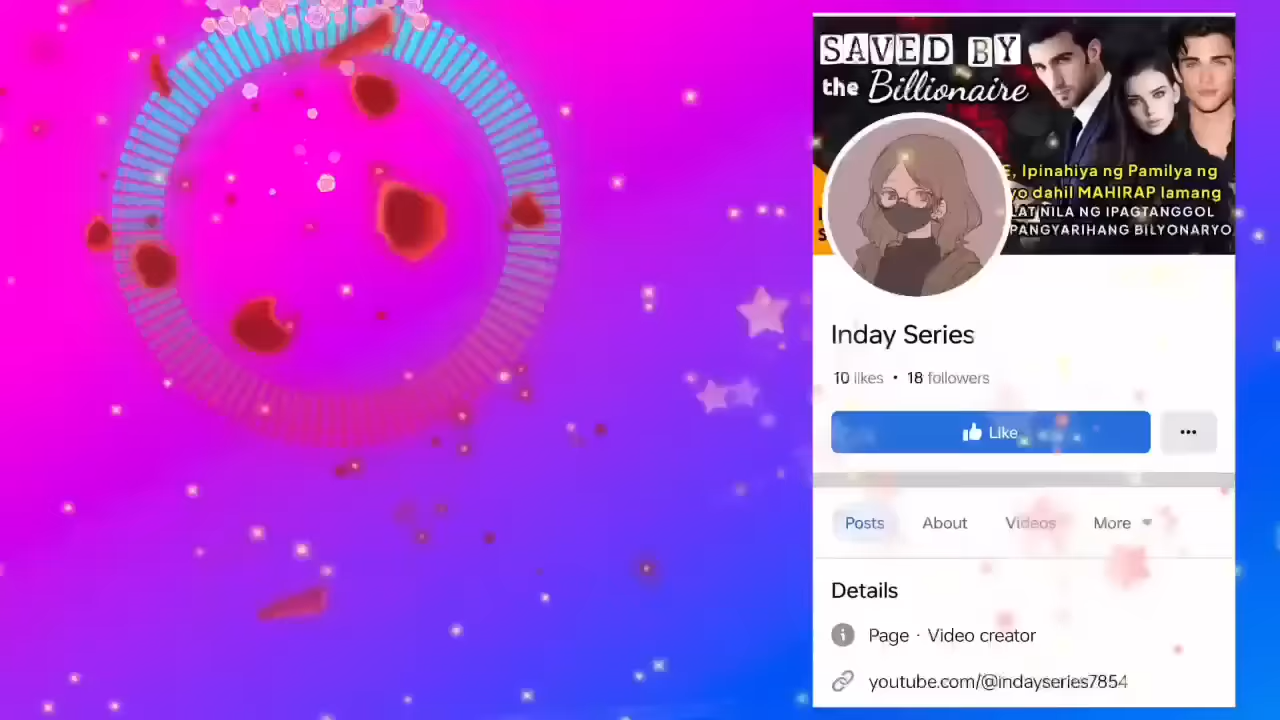 SAVED BY
the Billionaire
, Ipinahiya ng Pamilya ng
yo dahil MAHIRAP lamang
NILA NG IPAGTANGGOL
PANGYARIHANG BILYONARYO
Inday Series
10 likes • 18 followers
Like
Posts About Videos More
Details
Page · Video creator
youtube.com/@indayseries7854